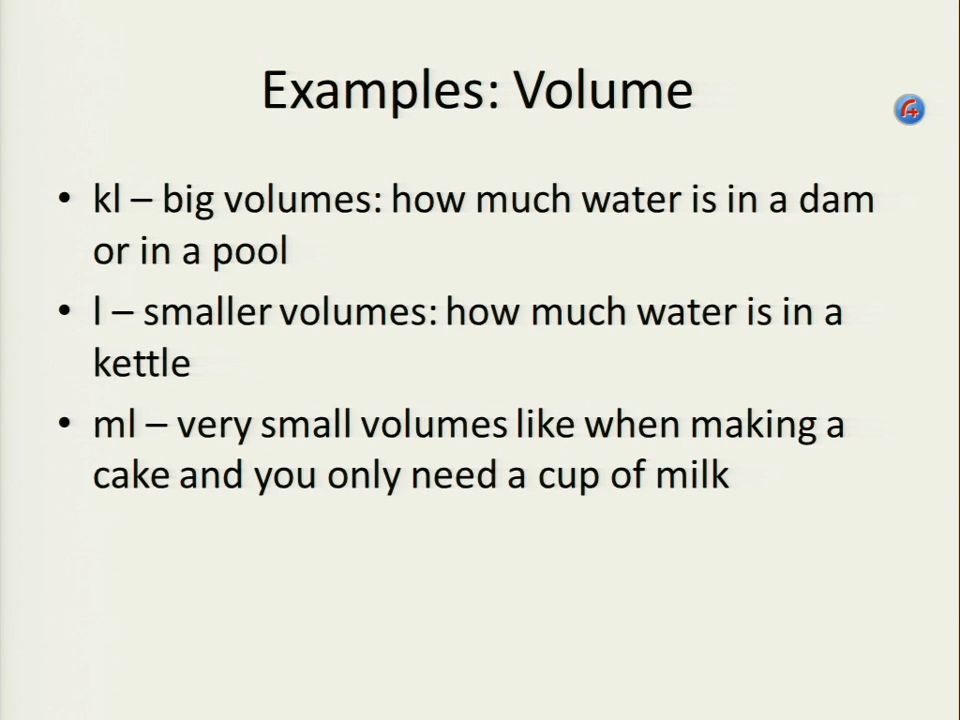 Examples: Volume
• kl – big volumes: how much water is in a dam
or in a pool
• l – smaller volumes: how much water is in a
kettle
• ml – very small volumes like when making a
cake and you only need a cup of milk